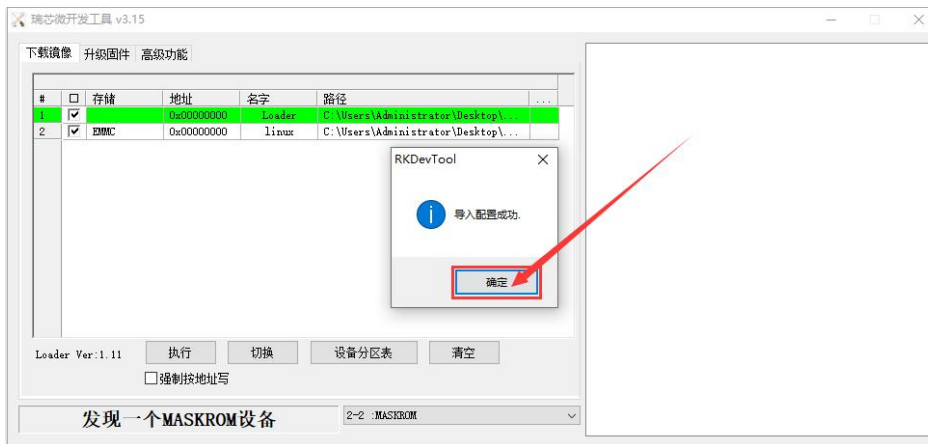 瑞芯微开发工具 v3.15
下载镜像 升级固件 高级功能
# 存储 地址 名字 路径 ...
1 0x00000000 Loader C:\Users\Administrator\Desktop\...
2 EMMC 0x00000000 linux C:\Users\Administrator\Desktop\...
RKDevTool
导入配置成功.
确定
Loader Ver:1.11 执行 切换 设备分区表 清空
强制按地址写
发现一个MASKROM设备 2-2 :MASKROM